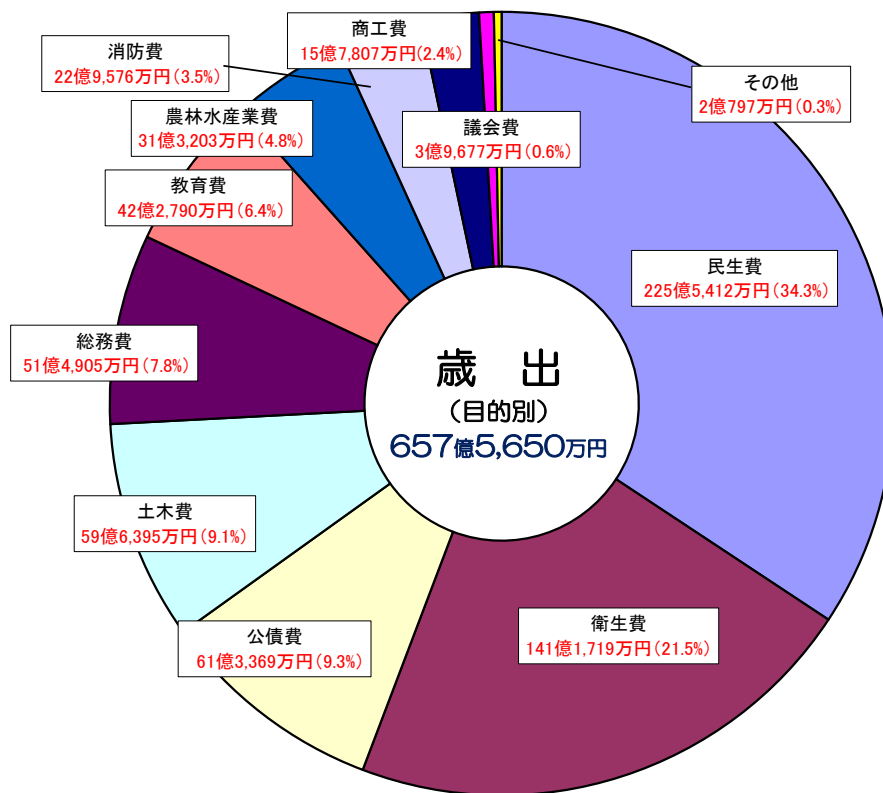 商工費
15億7,807万円(2.4%)
消防費
22億9,576万円(3.5%)
その他
2億797万円(0.3%)
農林水産業費
31億3,203万円(4.8%)
議会費
3億9,677万円(0.6%)
教育費
42億2,790万円(6.4%)
民生費
225億5,412万円(34.3%)
総務費
51億4,905万円(7.8%)
歳 出
(目的別)
657億5,650万円
土木費
59億6,395万円(9.1%)
公債費
61億3,369万円(9.3%)
衛生費
141億1,719万円(21.5%)